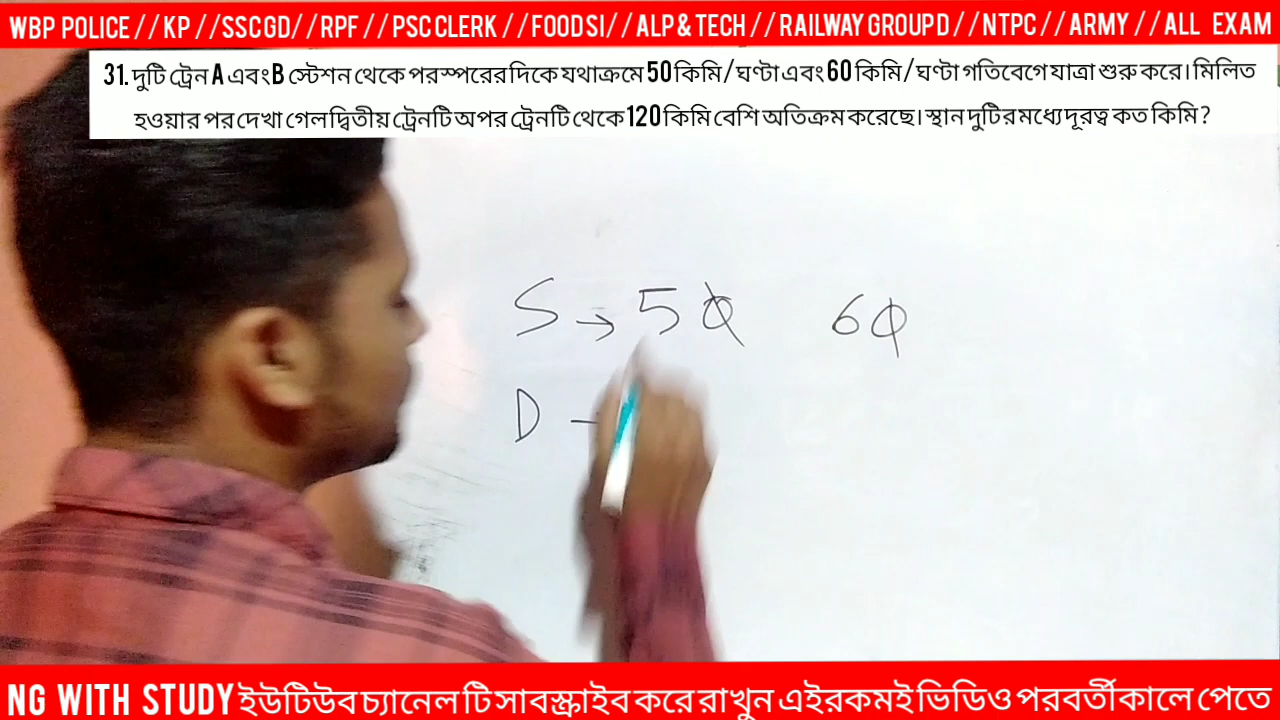 WBP POLICE // KP // SSC GD // RPF // PSC CLERK // FOOD SI // ALP & TECH // RAILWAY GROUP D // NTPC // ARMY // ALL EXAM
31. দুটি ট্রেন A এবং B স্টেশন থেকে পরস্পরের দিকে যথাক্রমে 50 কিমি/ঘণ্টা এবং 60 কিমি/ঘণ্টা গতিবেগে যাত্রা শুরু করে। মিলিত
হওয়ার পর দেখা গেল দ্বিতীয় ট্রেনটি অপর ট্রেনটি থেকে 120 কিমি বেশি অতিক্রম করেছে। স্থান দুটির মধ্যে দূরত্ব কত কিমি?
S → 50 60
D –
NG WITH STUDY ইউটিউব চ্যানেল টি সাবস্ক্রাইব করে রাখুন এইরকমই ভিডিও পরবর্তীকালে পেতে